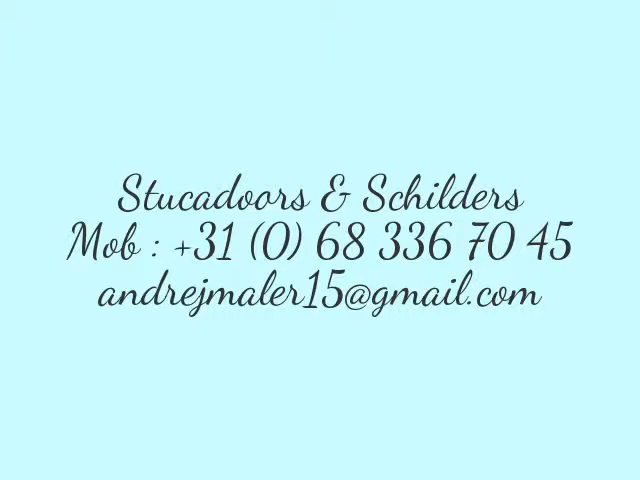 Stucadoors & Schilders
Mob : +31 (0) 68 336 70 45
andrejmaler15@gmail.com